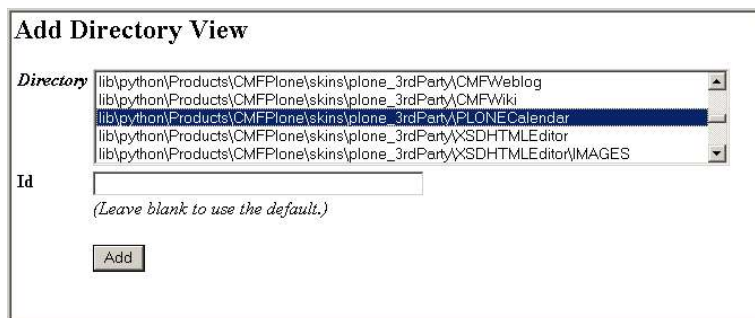 Add Directory View
Directory
lib\python\Products\CMFPlone\skins\plone_3rdParty\CMFWeblog
lib\python\Products\CMFPlone\skins\plone_3rdParty\CMFWiki
lib\python\Products\CMFPlone\skins\plone_3rdParty\PLONECalendar
lib\python\Products\CMFPlone\skins\plone_3rdParty\XSDHTMLEditor
lib\python\Products\CMFPlone\skins\plone_3rdParty\XSDHTMLEditor\IMAGES
Id
(Leave blank to use the default.)
Add